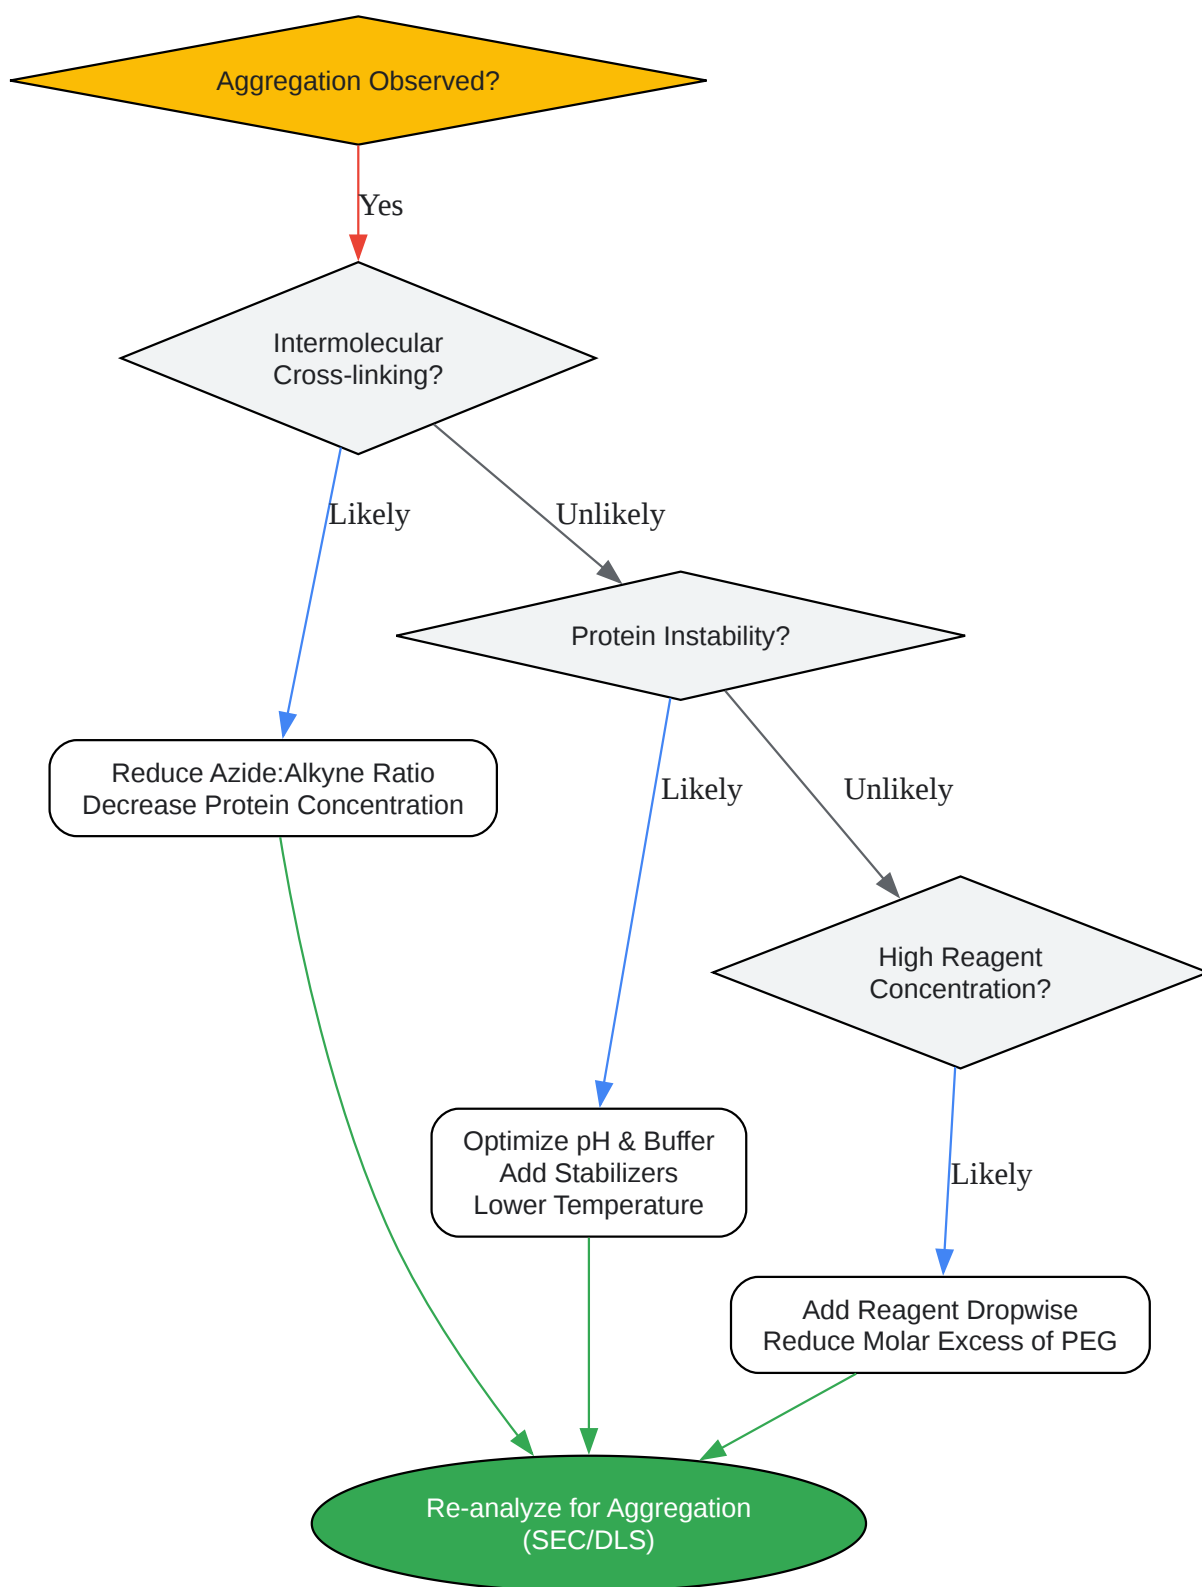 Aggregation Observed?
Yes
Intermolecular
Cross-linking?
Likely
Unlikely
Protein Instability?
Reduce Azide:Alkyne Ratio
Decrease Protein Concentration
Likely
Unlikely
High Reagent
Concentration?
Optimize pH & Buffer
Add Stabilizers
Lower Temperature
Likely
Add Reagent Dropwise
Reduce Molar Excess of PEG
Re-analyze for Aggregation
(SEC/DLS)